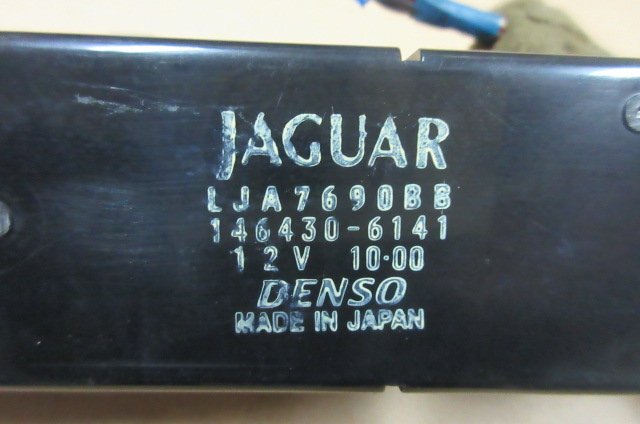 JAGUAR
LJA7690BB
146430-6141
12V 10·00
DENSO
MADE IN JAPAN